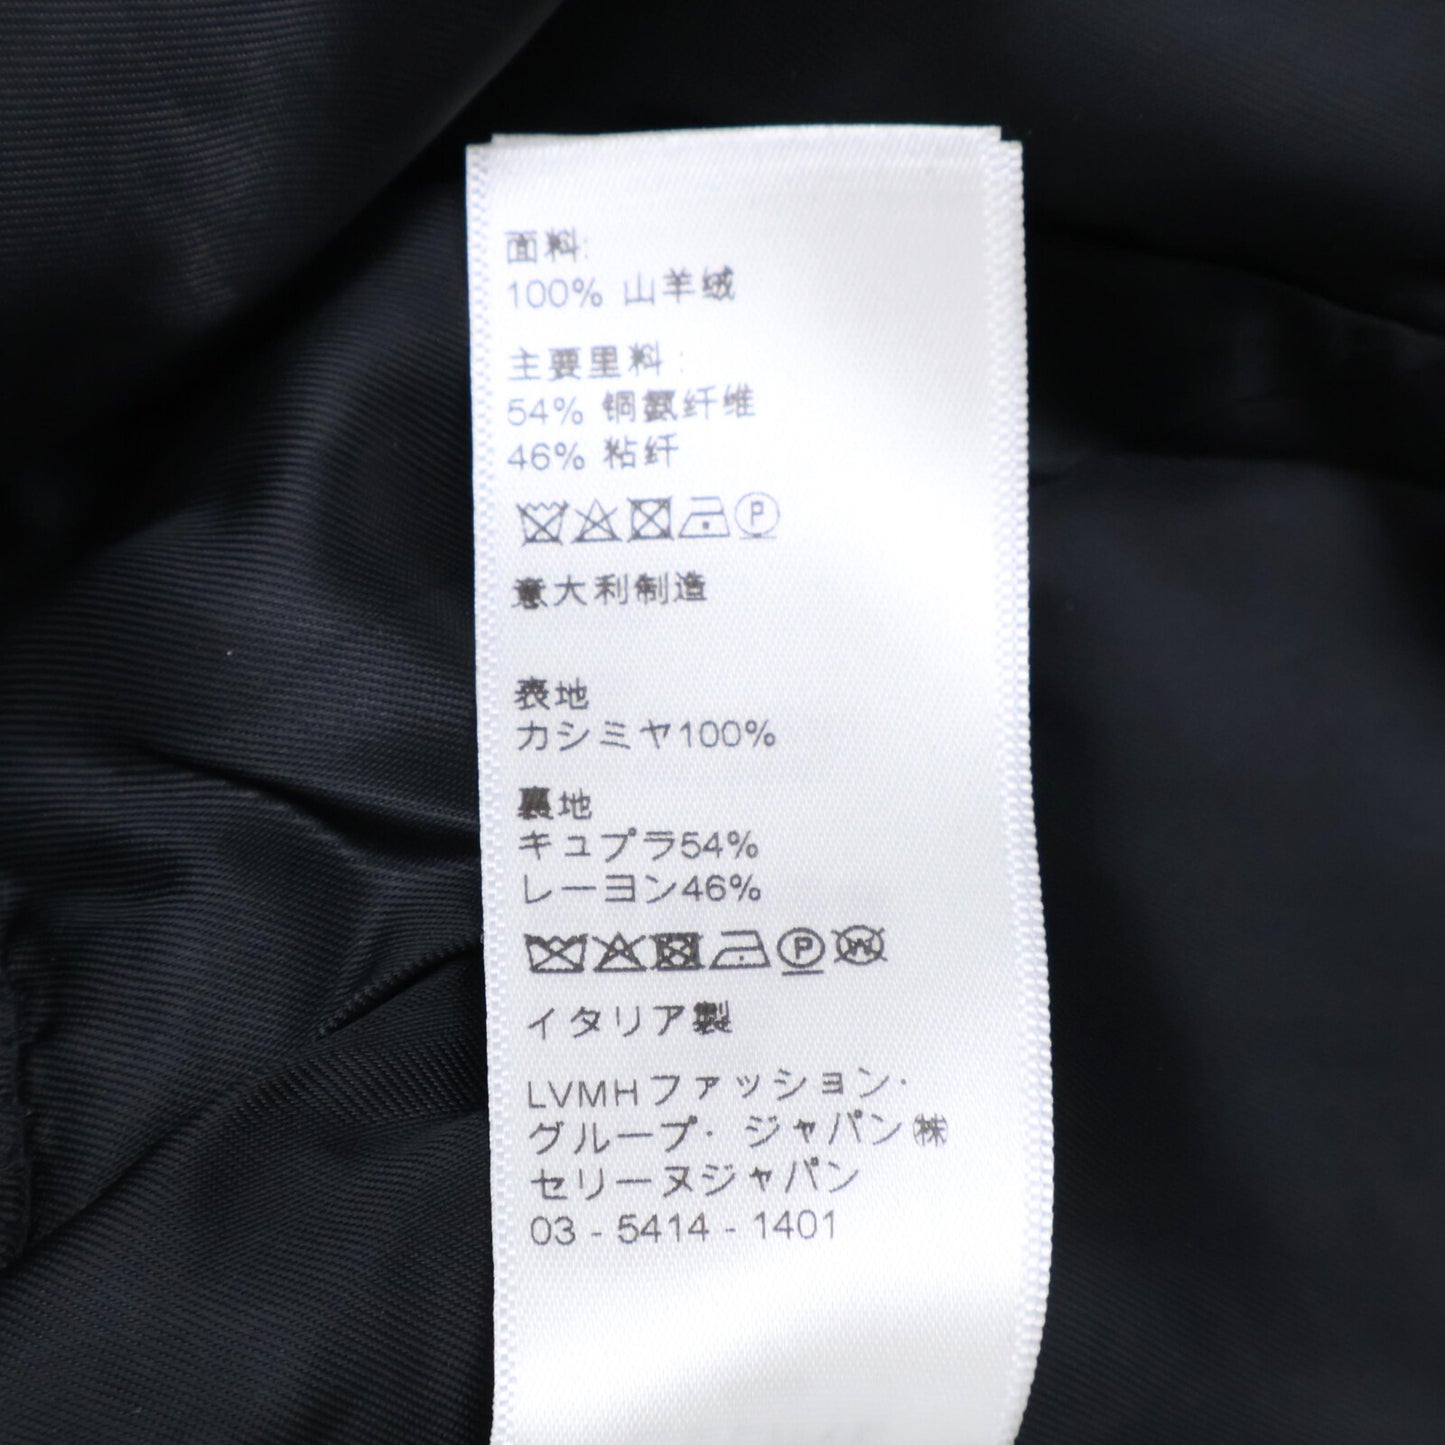 面料:
100% 山羊绒
主要里料:
54% 铜氨纤维
46% 粘纤
P
意大利制造
表地
カシミヤ100%
裏地
キュプラ54%
レーヨン46%
P W
イタリア製
LVMHファッション・
グループ・ジャパン㈱
セリーヌジャパン
03 - 5414 - 1401